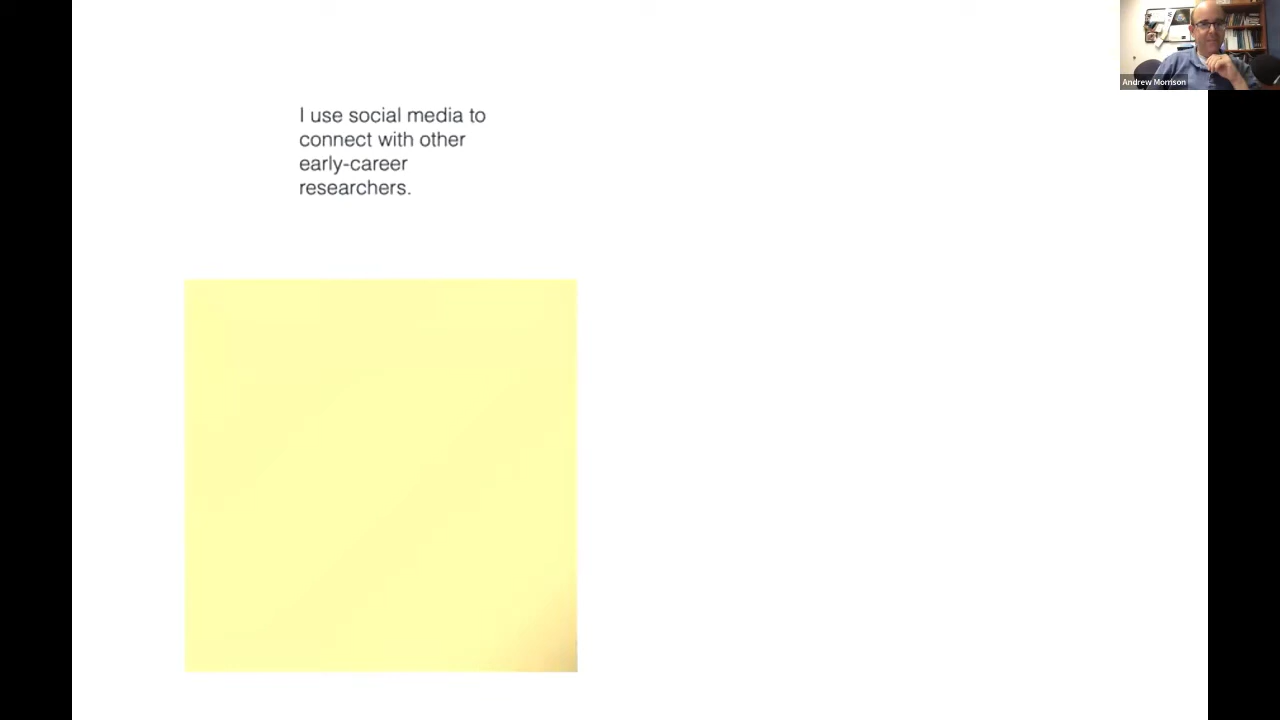 I use social media to
connect with other
early-career
researchers.
Andrew Morrison